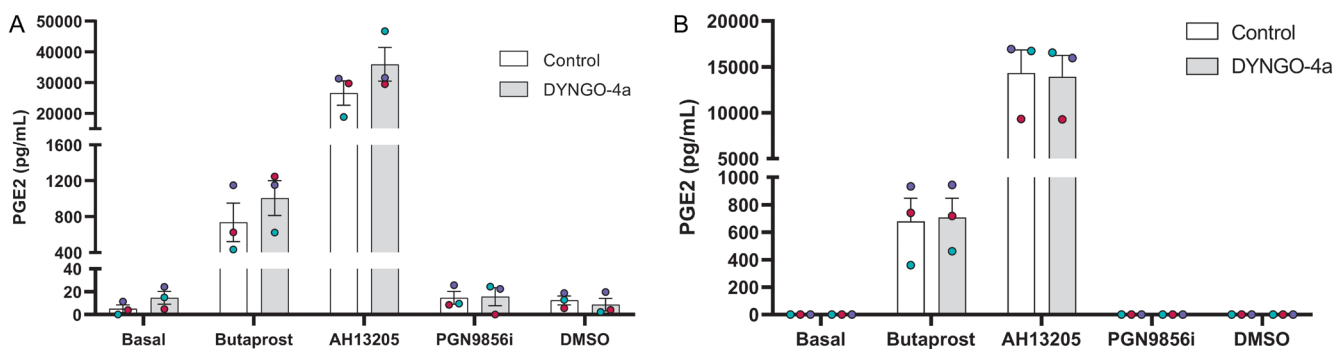 A
PGE2 (pg/mL)
50000
40000
30000
20000
1600
1200
800
400
40
20
0
Basal
Butaprost
AH13205
PGN9856i
DMSO
Control
DYNGO-4a
B
PGE2 (pg/mL)
20000
15000
10000
5000
1000
800
600
400
200
0
Basal
Butaprost
AH13205
PGN9856i
DMSO
Control
DYNGO-4a